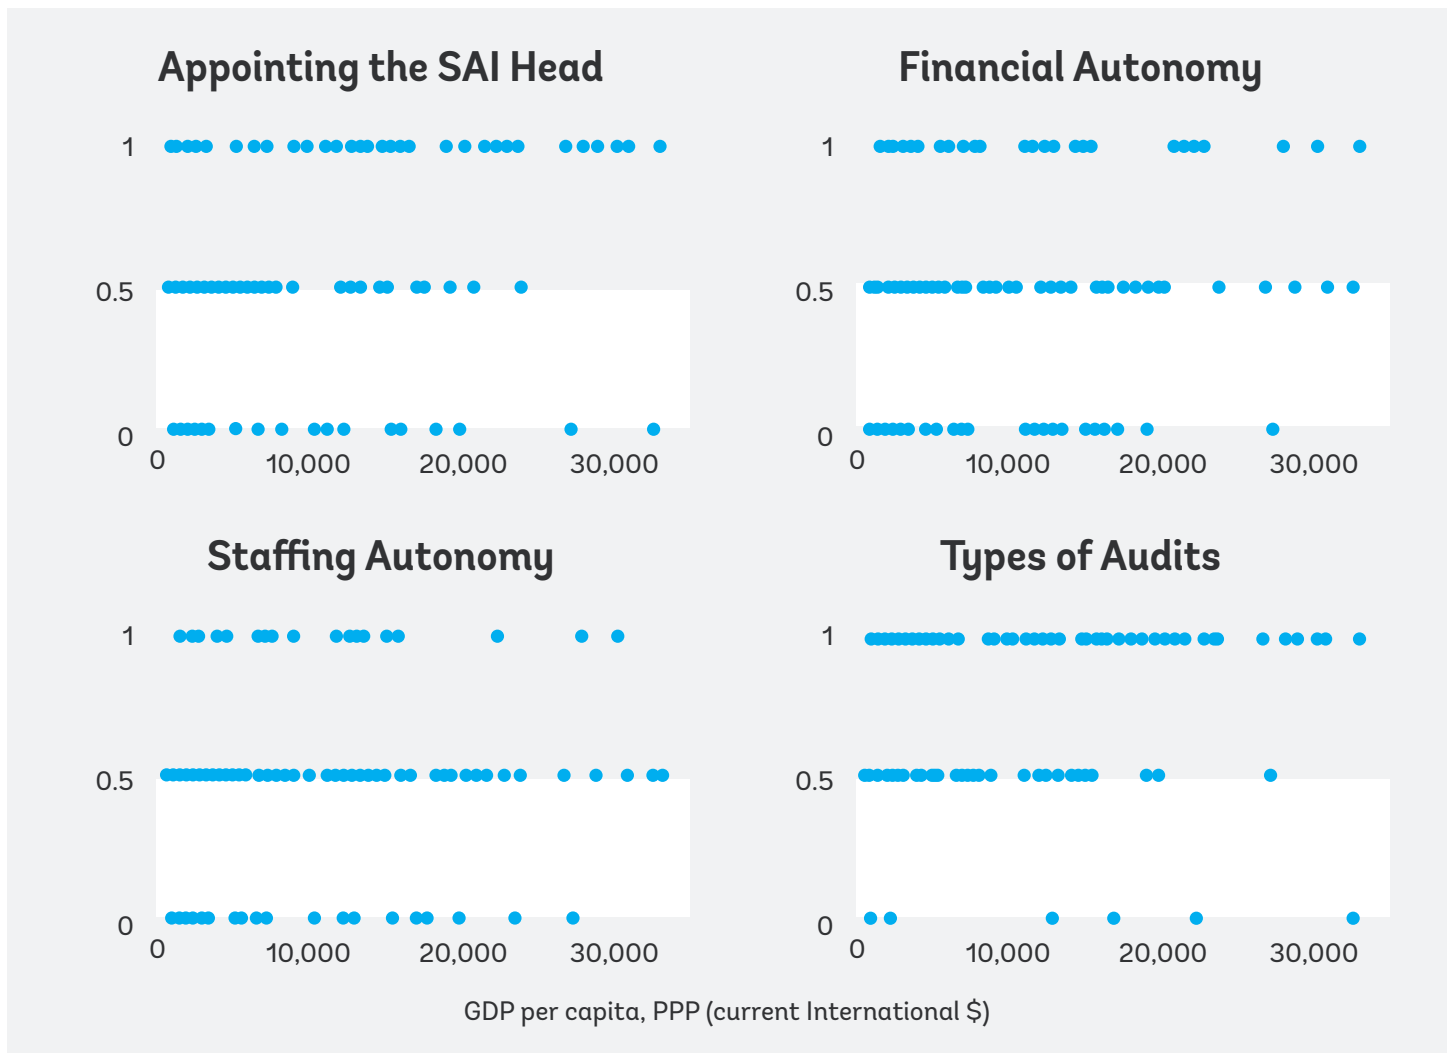 Appointing the SAI Head
1
0.5
0
0 10,000 20,000 30,000
Financial Autonomy
1
0.5
0
0 10,000 20,000 30,000
Staffing Autonomy
1
0.5
0
0 10,000 20,000 30,000
Types of Audits
1
0.5
0
0 10,000 20,000 30,000
GDP per capita, PPP (current International $)